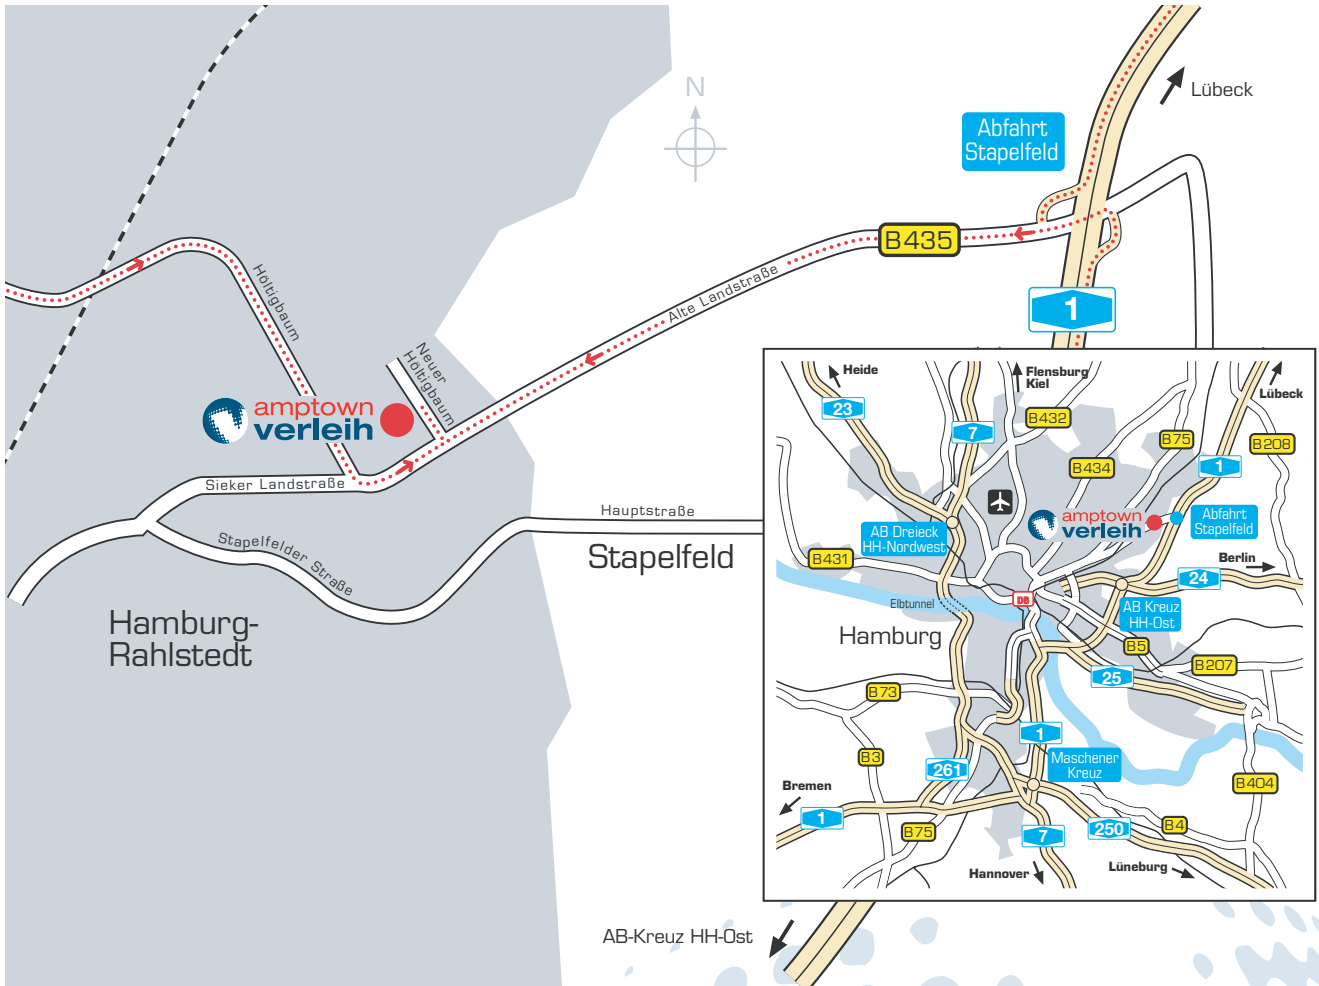 N
Lübeck
Abfahrt
Stapelfeld
B435
1
Alte Landstraße
Höltigbaum
Neuer
Höltigbaum
amptown
verleih
Sieker Landstraße
Stapelfelder Straße
Hauptstraße
Stapelfeld
Hamburg-
Rahlstedt
AB-Kreuz HH-Ost
Heide
Flensburg
Kiel
Lübeck
23
7
B432
B75
B208
B434
1
amptown
verleih
Abfahrt
Stapelfeld
AB Dreieck
HH-Nordwest
B431
Berlin
24
Elbtunnel
DB
AB Kreuz
HH-Ost
Hamburg
B5
B207
25
B73
1
B3
261
Maschener
Kreuz
B404
Bremen
1
B75
7
250
B4
Hannover
Lüneburg